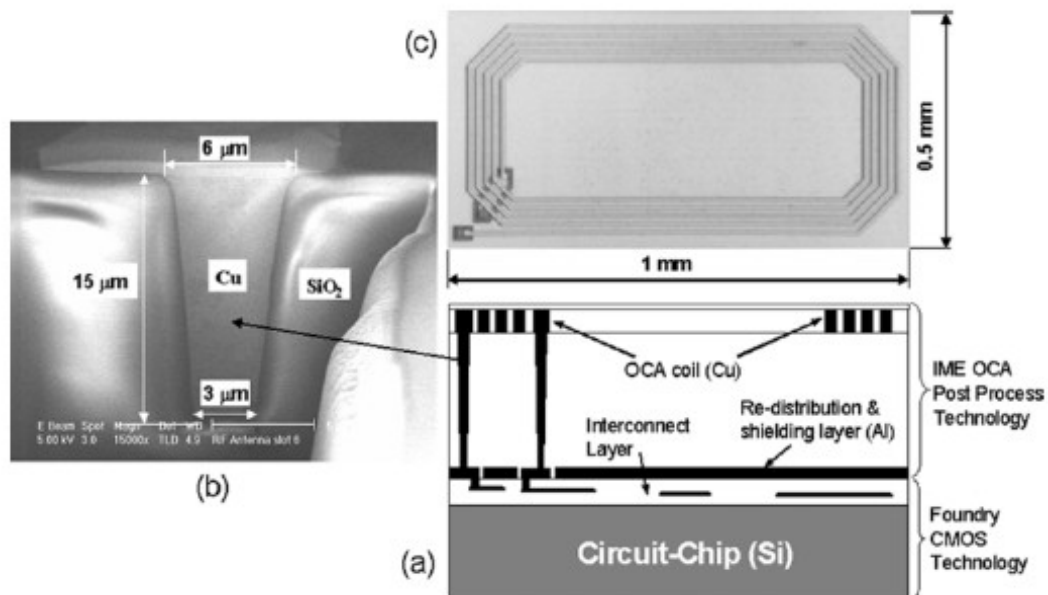 (c)
0.5 mm
1 mm
6 μm
15 μm
Cu
SiO₂
3 μm
E Beam Spot Magn Det WD
5.00 kV 3.0 15000x TLD 4.9 RF Antenna slot 6
(b)
OCA coil (Cu)
IME OCA
Post Process
Technology
Re-distribution &
shielding layer (Al)
Interconnect
Layer
Foundry
CMOS
Technology
Circuit-Chip (Si)
(a)